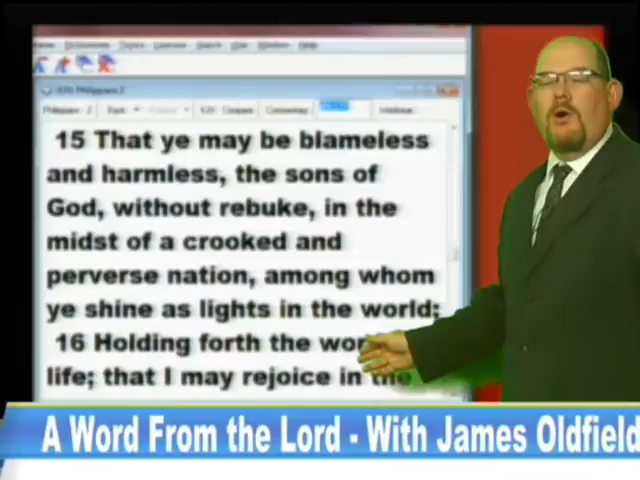 15 That ye may be blameless
and harmless, the sons of
God, without rebuke, in the
midst of a crooked and
perverse nation, among whom
ye shine as lights in the world;
16 Holding forth the wor
life; that I may rejoice in the
A Word From the Lord - With James Oldfield